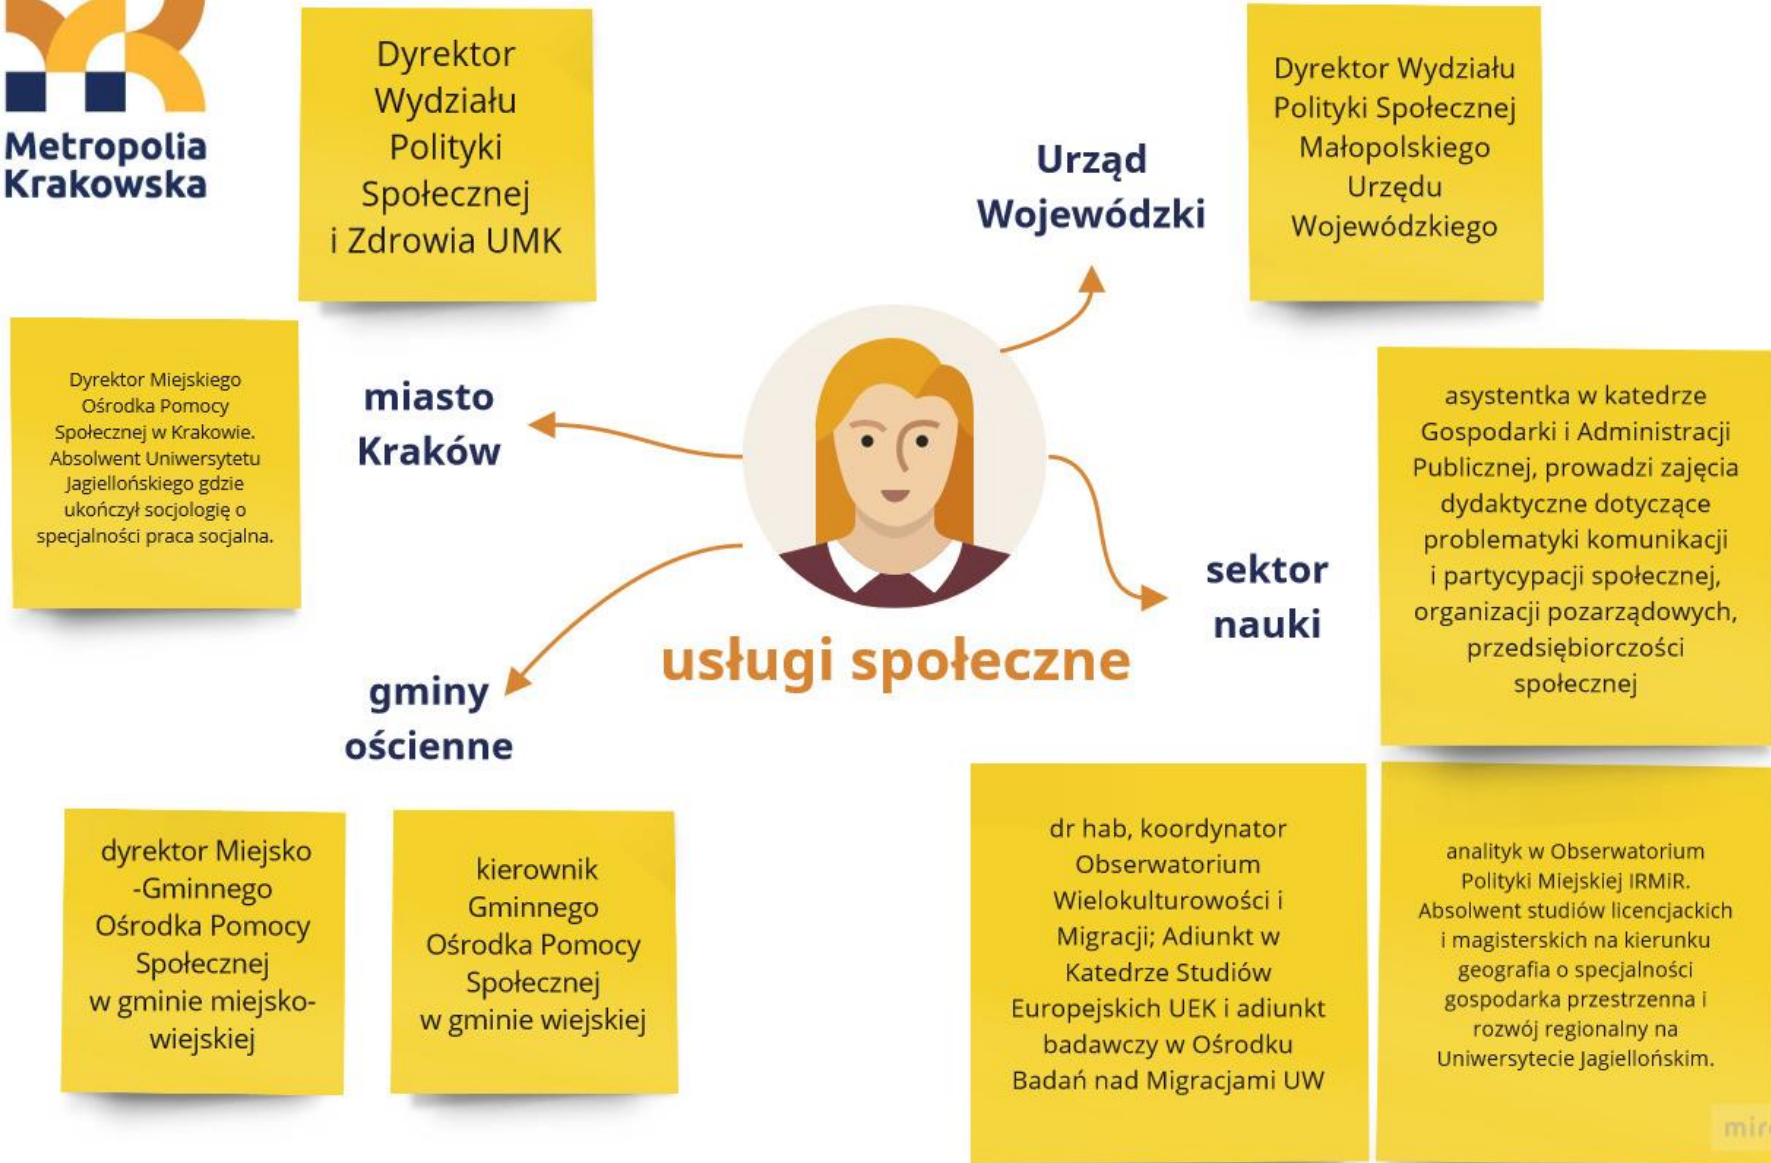 Metropolia
Krakowska
Dyrektor
Wydziału
Polityki
Społecznej
i Zdrowia UMK
Urząd
Wojewódzki
Dyrektor Wydziału
Polityki Społecznej
Małopolskiego
Urzędu
Wojewódzkiego
Dyrektor Miejskiego
Ośrodka Pomocy
Społecznej w Krakowie.
Absolwent Uniwersytetu
Jagiellońskiego gdzie
ukończył socjologię o
specjalności praca socjalna.
miasto
Kraków
asystentka w katedrze
Gospodarki i Administracji
Publicznej, prowadzi zajęcia
dydaktyczne dotyczące
problematyki komunikacji
i partycypacji społecznej,
organizacji pozarządowych,
przedsiębiorczości
społecznej
sektor
nauki
usługi społeczne
gminy
ościenne
dyrektor Miejsko
-Gminnego
Ośrodka Pomocy
Społecznej
w gminie miejsko-
wiejskiej
kierownik
Gminnego
Ośrodka Pomocy
Społecznej
w gminie wiejskiej
dr hab, koordynator
Obserwatorium
Wielokulturowości i
Migracji; Adiunkt w
Katedrze Studiów
Europejskich UEK i adiunkt
badawczy w Ośrodku
Badań nad Migracjami UW
analityk w Obserwatorium
Polityki Miejskiej IRMiR.
Absolwent studiów licencjackich
i magisterskich na kierunku
geografia o specjalności
gospodarka przestrzenna i
rozwój regionalny na
Uniwersytecie Jagiellońskim.